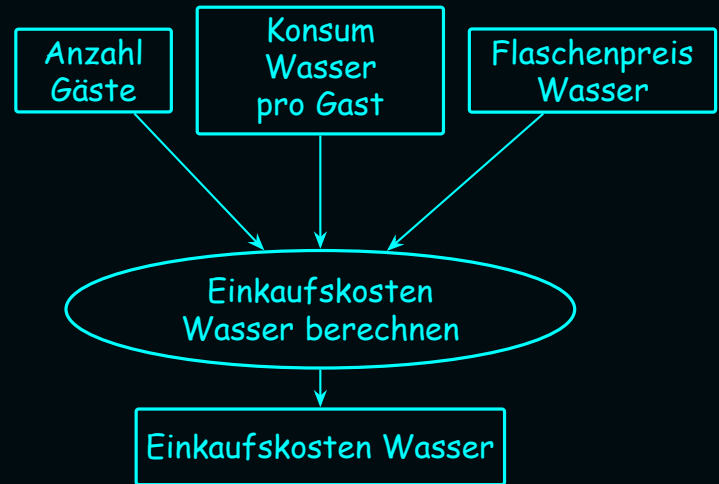 Anzahl
Gäste
Konsum
Wasser
pro Gast
Flaschenpreis
Wasser
Einkaufskosten
Wasser berechnen
Einkaufskosten Wasser